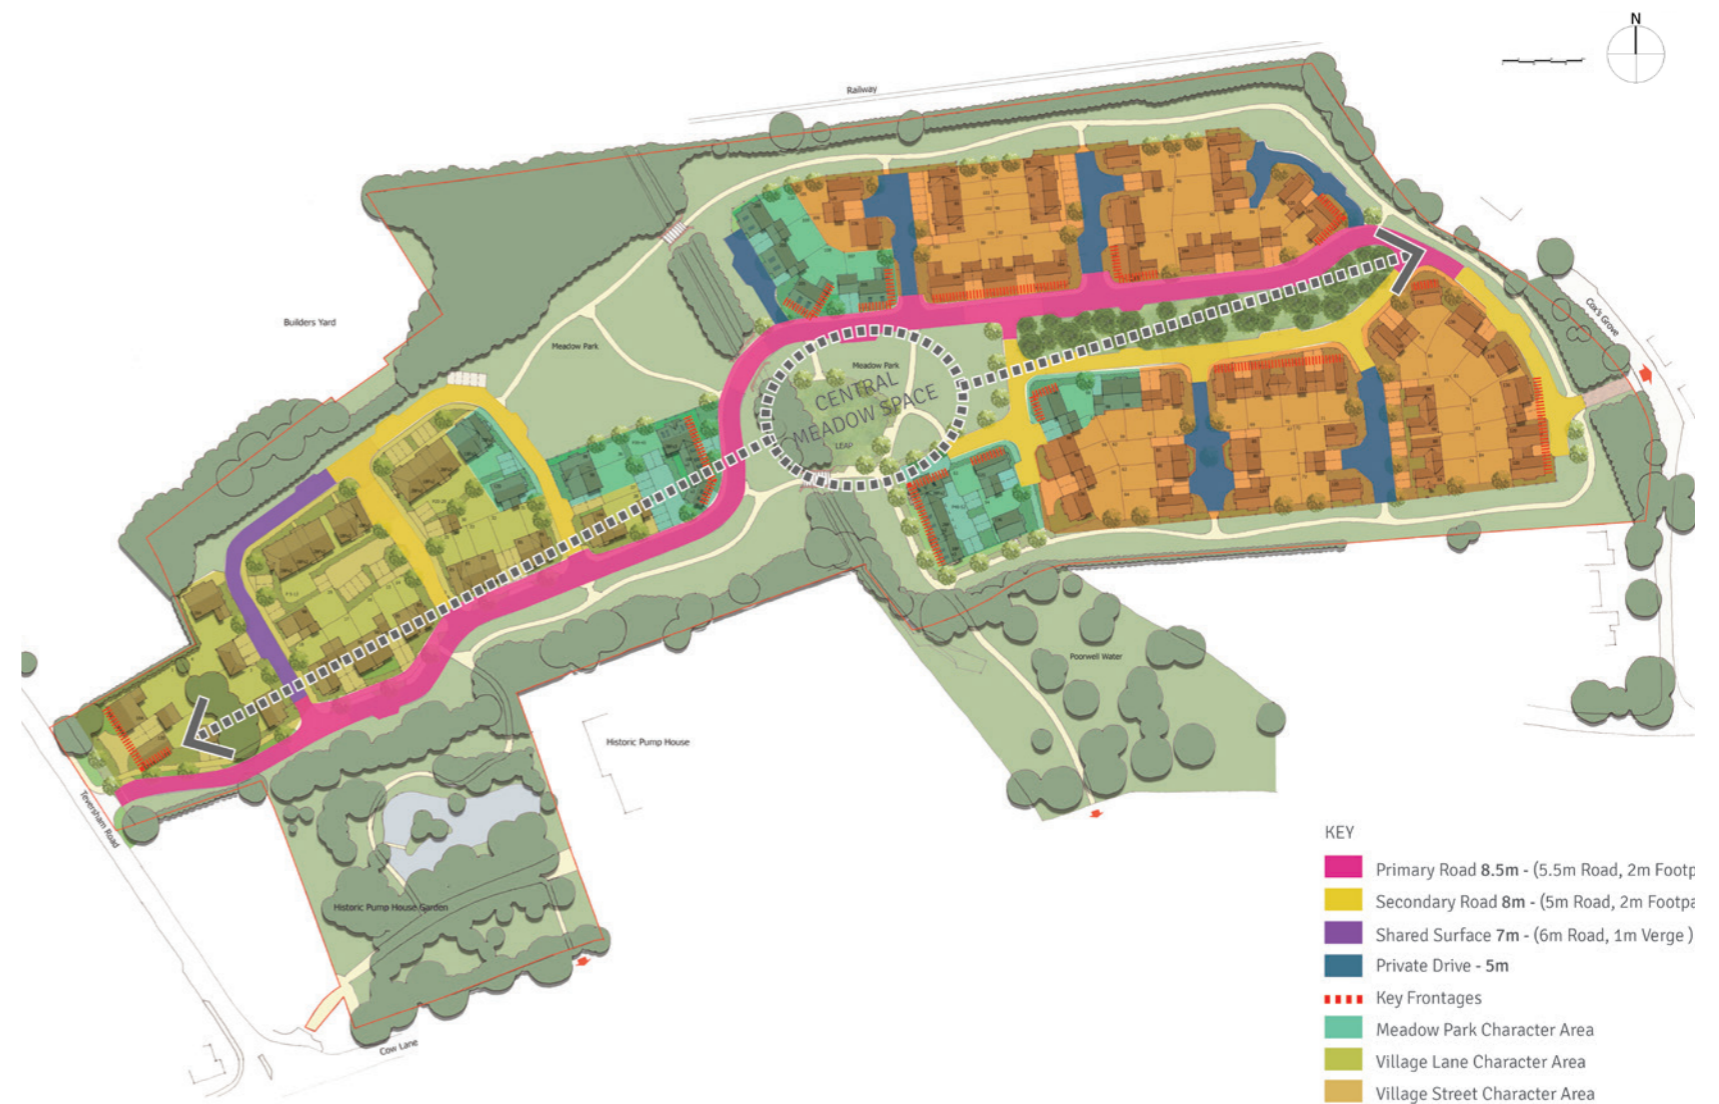 N
Railway
Builders Yard
Meadow Park
Meadow Park
CENTRAL
MEADOW SPACE
LEAP
Cox's Grove
Poorwell Water
Historic Pump House
Teversham Road
Historic Pump House Garden
Cow Lane
KEY
Primary Road 8.5m - (5.5m Road, 2m Footp
Secondary Road 8m - (5m Road, 2m Footpa
Shared Surface 7m - (6m Road, 1m Verge )
Private Drive - 5m
Key Frontages
Meadow Park Character Area
Village Lane Character Area
Village Street Character Area